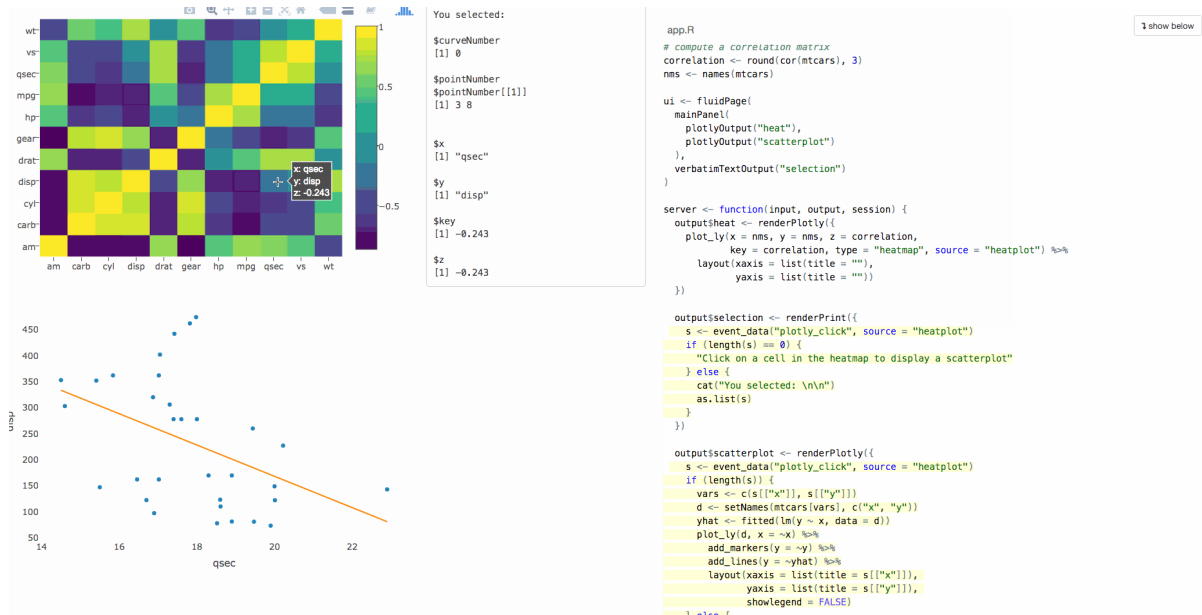 wt
vs
qsec
mpg
hp
gear
drat
disp
cyl
carb
am
am carb cyl disp drat gear hp mpg qsec vs wt
1
0.5
0
−0.5
x: qsec
y: disp
z: -0.243
You selected:
$curveNumber
[1] 0
$pointNumber
$pointNumber[[1]]
[1] 3 8
$x
[1] "qsec"
$y
[1] "disp"
$key
[1] -0.243
$z
[1] -0.243
450
400
350
300
250
200
150
100
50
disp
14 16 18 20 22
qsec
app.R
show below
# compute a correlation matrix
correlation <- round(cor(mtcars), 3)
nms <- names(mtcars)
ui <- fluidPage(
mainPanel(
plotlyOutput("heat"),
plotlyOutput("scatterplot")
),
verbatimTextOutput("selection")
)
server <- function(input, output, session) {
output$heat <- renderPlotly({
plot_ly(x = nms, y = nms, z = correlation,
key = correlation, type = "heatmap", source = "heatplot") %>%
layout(xaxis = list(title = ""),
yaxis = list(title = ""))
})
output$selection <- renderPrint({
s <- event_data("plotly_click", source = "heatplot")
if (length(s) == 0) {
"Click on a cell in the heatmap to display a scatterplot"
} else {
cat("You selected: \n\n")
as.list(s)
}
})
output$scatterplot <- renderPlotly({
s <- event_data("plotly_click", source = "heatplot")
if (length(s)) {
vars <- c(s[["x"]], s[["y"]])
d <- setNames(mtcars[vars], c("x", "y"))
yhat <- fitted(lm(y ~ x, data = d))
plot_ly(d, x = ~x) %>%
add_markers(y = ~y) %>%
add_lines(y = ~yhat) %>%
layout(xaxis = list(title = s[["x"]]),
yaxis = list(title = s[["y"]]),
showlegend = FALSE)
} else {